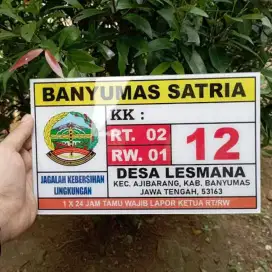 BANYUMAS SATRIA
KK :
RT. 02
RW. 01
12
JAGALAH KEBERSIHAN
LINGKUNGAN
DESA LESMANA
KEC. AJIBARANG, KAB. BANYUMAS
JAWA TENGAH, 53163
1 X 24 JAM TAMU WAJIB LAPOR KETUA RT/RW